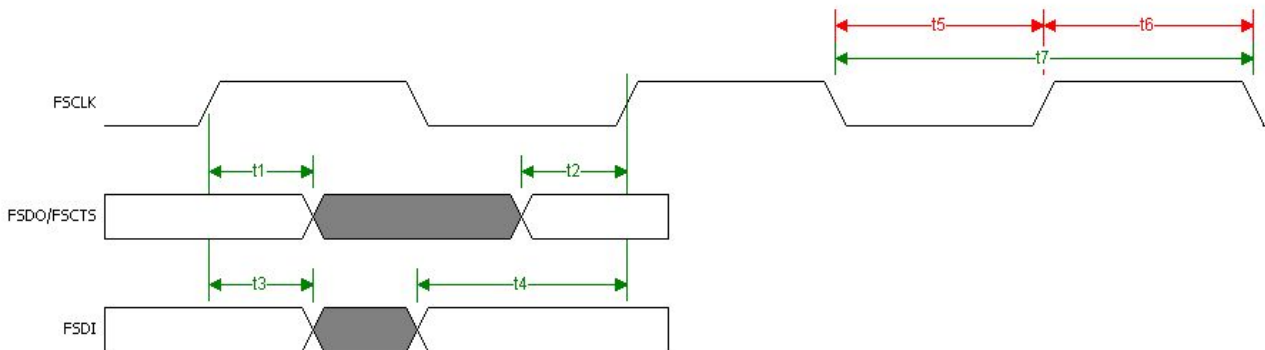 t5
t6
t7
FSCLK
t1
t2
FSDO/FSCTS
t3
t4
FSDI